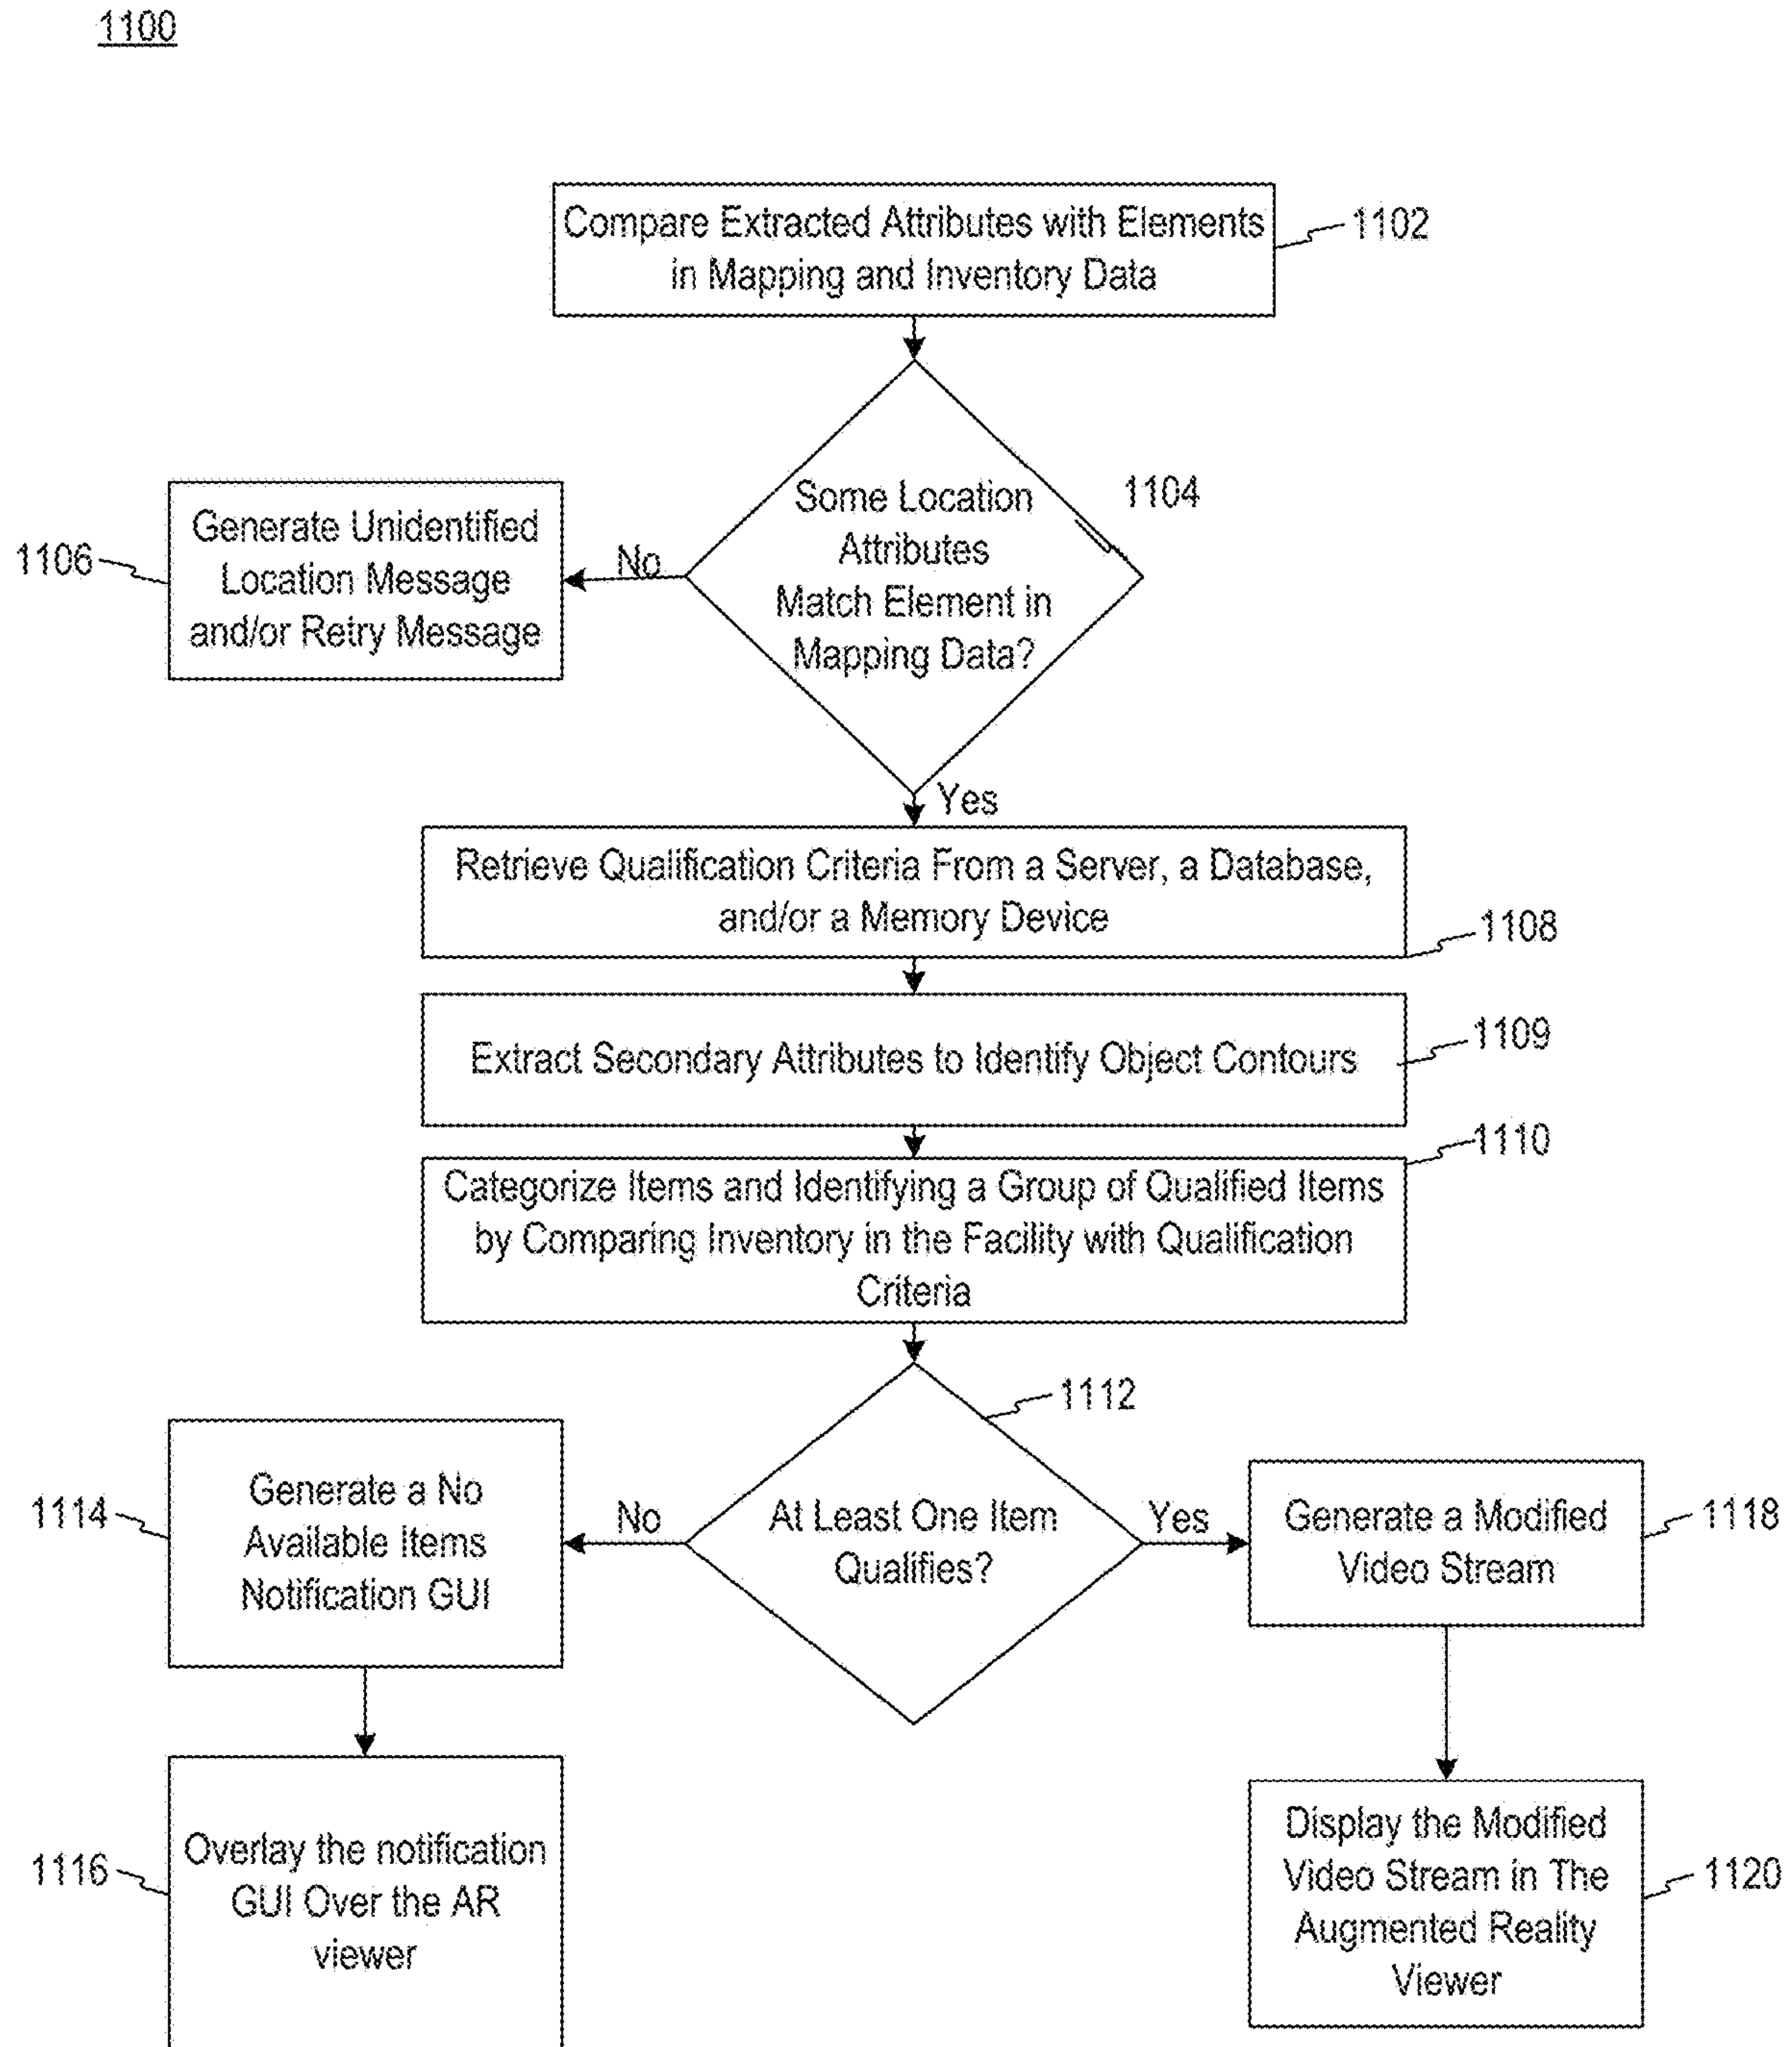 1100
Compare Extracted Attributes with Elements
in Mapping and Inventory Data
1102
Some Location
Attributes
Match Element in
Mapping Data?
1104
No
Generate Unidentified
Location Message
and/or Retry Message
1106
Yes
Retrieve Qualification Criteria From a Server, a Database,
and/or a Memory Device
1108
Extract Secondary Attributes to Identify Object Contours
1109
1110
Categorize Items and Identifying a Group of Qualified Items
by Comparing Inventory in the Facility with Qualification
Criteria
1112
At Least One Item
Qualifies?
No
Yes
1114
Generate a No
Available Items
Notification GUI
Generate a Modified
Video Stream
1118
1116
Overlay the notification
GUI Over the AR
viewer
Display the Modified
Video Stream in The
Augmented Reality
Viewer
1120